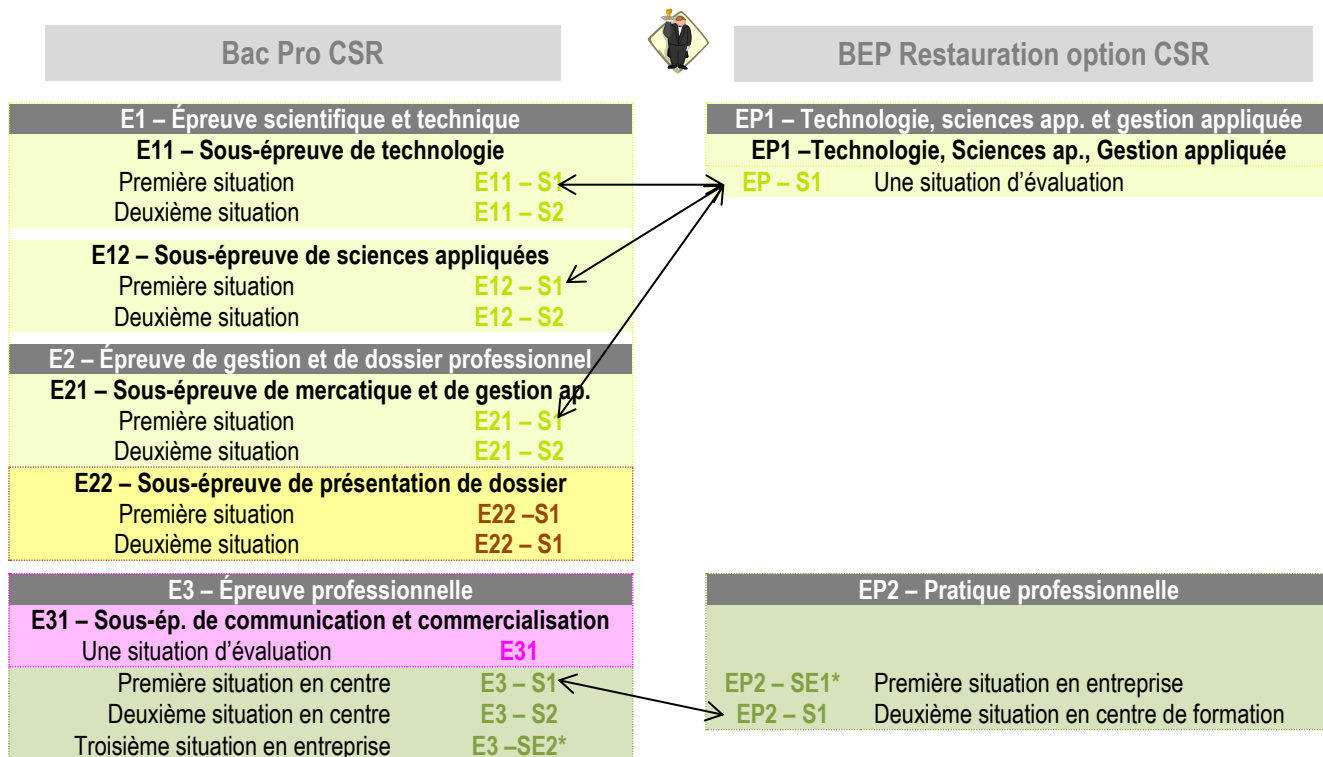 Bac Pro CSR
BEP Restauration option CSR
E1 – Épreuve scientifique et technique
E11 – Sous-épreuve de technologie
Première situation E11 – S1
Deuxième situation E11 – S2
E12 – Sous-épreuve de sciences appliquées
Première situation E12 – S1
Deuxième situation E12 – S2
E2 – Épreuve de gestion et de dossier professionnel
E21 – Sous-épreuve de mercatique et de gestion ap.
Première situation E21 – S1
Deuxième situation E21 – S2
E22 – Sous-épreuve de présentation de dossier
Première situation E22 –S1
Deuxième situation E22 – S1
E3 – Épreuve professionnelle
E31 – Sous-ép. de communication et commercialisation
Une situation d’évaluation E31
Première situation en centre E3 – S1
Deuxième situation en centre E3 – S2
Troisième situation en entreprise E3 –SE2*
EP1 – Technologie, sciences app. et gestion appliquée
EP1 –Technologie, Sciences ap., Gestion appliquée
EP – S1 Une situation d’évaluation
EP2 – Pratique professionnelle
EP2 – SE1* Première situation en entreprise
EP2 – S1 Deuxième situation en centre de formation